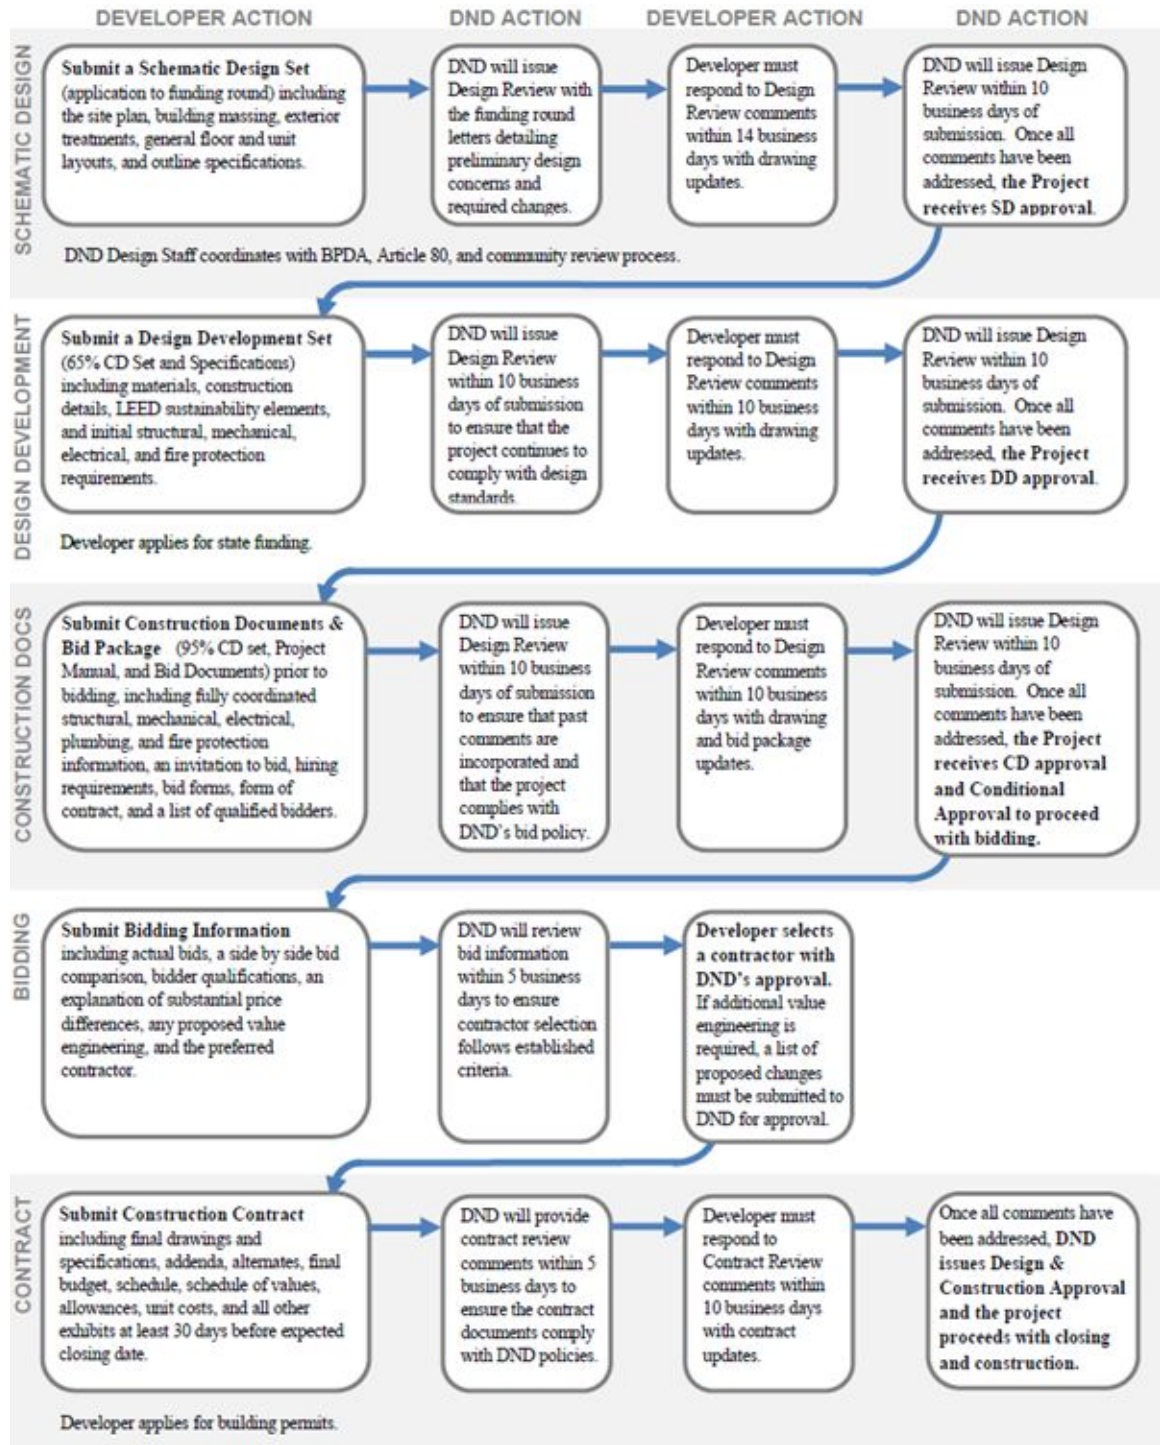 DEVELOPER ACTION
DND ACTION
DEVELOPER ACTION
DND ACTION
SCHEMATIC DESIGN
Submit a Schematic Design Set
(application to funding round) including
the site plan, building massing, exterior
treatments, general floor and unit
layouts, and outline specifications.
DND will issue
Design Review with
the funding round
letters detailing
preliminary design
concerns and
required changes.
Developer must
respond to Design
Review comments
within 14 business
days with drawing
updates.
DND will issue Design
Review within 10
business days of
submission. Once all
comments have been
addressed, the Project
receives SD approval.
DND Design Staff coordinates with BPDA, Article 80, and community review process.
DESIGN DEVELOPMENT
Submit a Design Development Set
(65% CD Set and Specifications)
including materials, construction
details, LEED sustainability elements,
and initial structural, mechanical,
electrical, and fire protection
requirements.
DND will issue
Design Review
within 10 business
days of submission
to ensure that the
project continues to
comply with design
standards.
Developer must
respond to Design
Review comments
within 10 business
days with drawing
updates.
DND will issue Design
Review within 10
business days of
submission. Once all
comments have been
addressed, the Project
receives DD approval.
Developer applies for state funding.
CONSTRUCTION DOCS
Submit Construction Documents &
Bid Package (95% CD set, Project
Manual, and Bid Documents) prior to
bidding, including fully coordinated
structural, mechanical, electrical,
plumbing, and fire protection
information, an invitation to bid, hiring
requirements, bid forms, form of
contract, and a list of qualified bidders.
DND will issue
Design Review
within 10 business
days of submission
to ensure that past
comments are
incorporated and
that the project
complies with
DND's bid policy.
Developer must
respond to Design
Review comments
within 10 business
days with drawing
and bid package
updates.
DND will issue Design
Review within 10
business days of
submission. Once all
comments have been
addressed, the Project
receives CD approval
and Conditional
Approval to proceed
with bidding.
BIDDING
Submit Bidding Information
including actual bids, a side by side bid
comparison, bidder qualifications, an
explanation of substantial price
differences, any proposed value
engineering, and the preferred
contractor.
DND will review
bid information
within 5 business
days to ensure
contractor selection
follows established
criteria.
Developer selects
a contractor with
DND's approval.
If additional value
engineering is
required, a list of
proposed changes
must be submitted to
DND for approval.
CONTRACT
Submit Construction Contract
including final drawings and
specifications, addenda, alternates, final
budget, schedule, schedule of values,
allowances, unit costs, and all other
exhibits at least 30 days before expected
closing date.
DND will provide
contract review
comments within 5
business days to
ensure the contract
documents comply
with DND policies.
Developer must
respond to
Contract Review
comments within
10 business days
with contract
updates.
Once all comments have
been addressed, DND
issues Design &
Construction Approval
and the project
proceeds with closing
and construction.
Developer applies for building permits.